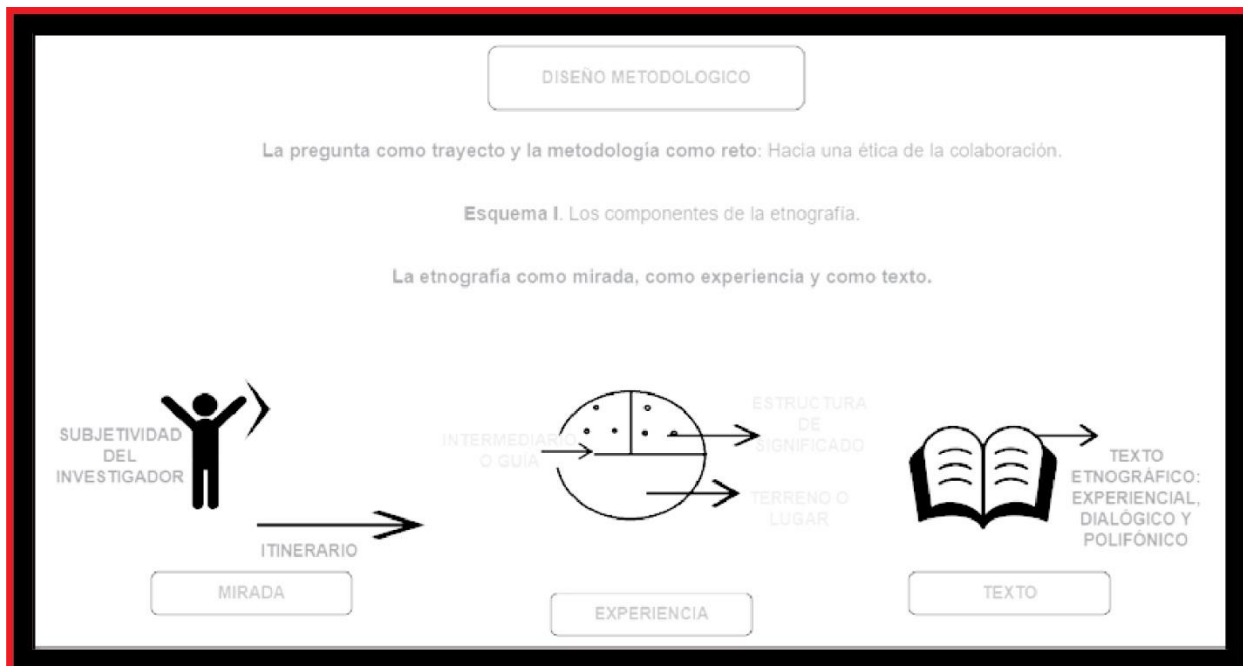 DISEÑO METODOLOGICO
La pregunta como trayecto y la metodología como reto: Hacia una ética de la colaboración.
Esquema I. Los componentes de la etnografía.
La etnografía como mirada, como experiencia y como texto.
SUBJETIVIDAD
DEL
INVESTIGADOR
ITINERARIO
MIRADA
INTERMEDIARIO
O GUÍA
ESTRUCTURA
DE
SIGNIFICADO
TERRENO O
LUGAR
EXPERIENCIA
TEXTO
ETNOGRÁFICO:
EXPERIENCIAL,
DIALÓGICO Y
POLIFÓNICO
TEXTO